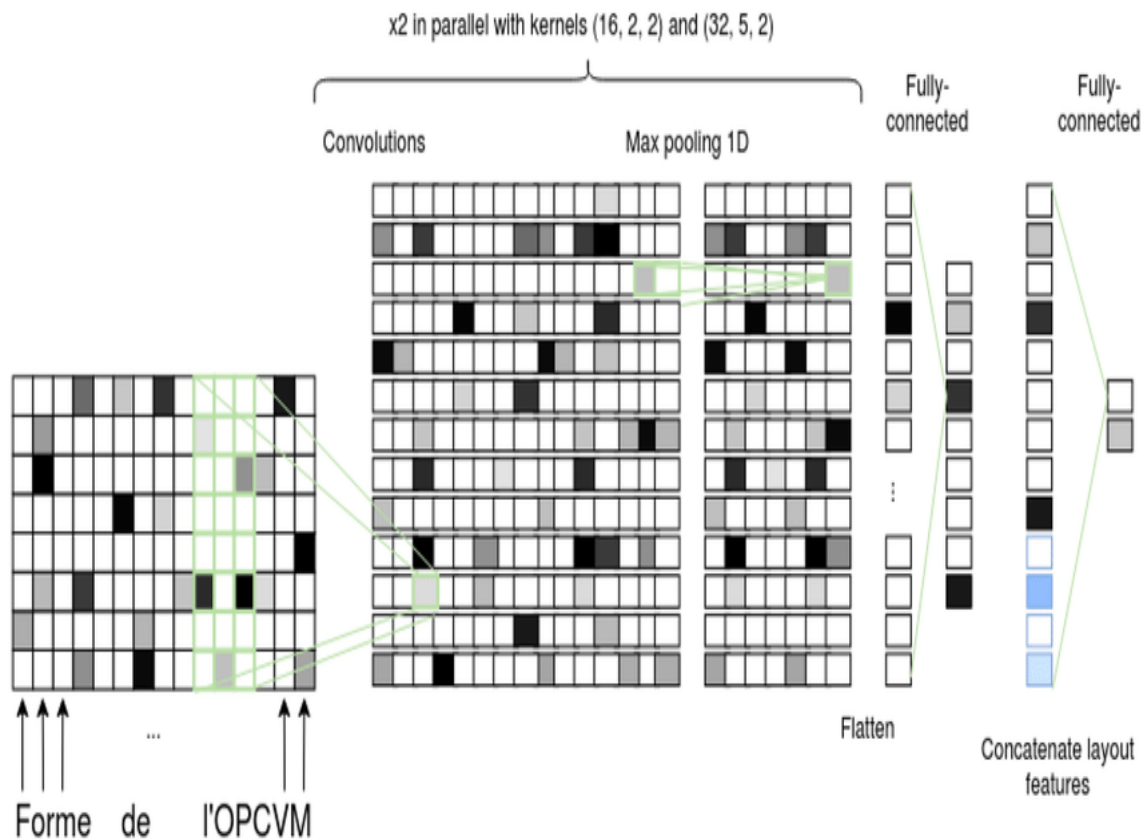 x2 in parallel with kernels (16, 2, 2) and (32, 5, 2)
Fully-
connected
Fully-
connected
Convolutions
Max pooling 1D
...
...
Flatten
Concatenate layout
features
Forme de l'OPCVM